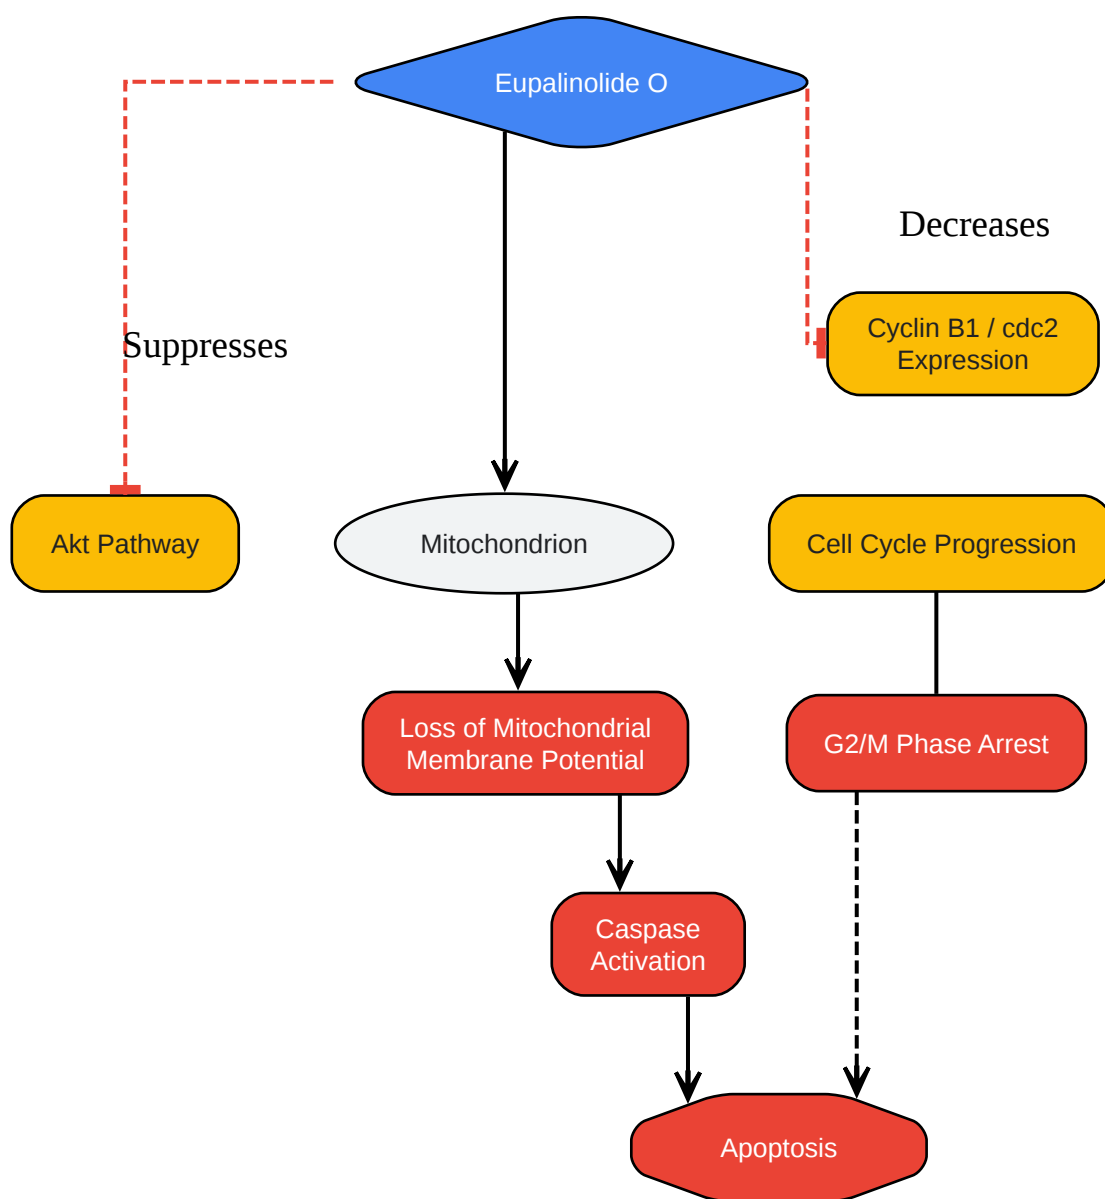 Eupalinolide O
Decreases
Cyclin B1 / cdc2
Expression
Suppresses
Akt Pathway
Mitochondrion
Cell Cycle Progression
Loss of Mitochondrial
Membrane Potential
G2/M Phase Arrest
Caspase
Activation
Apoptosis